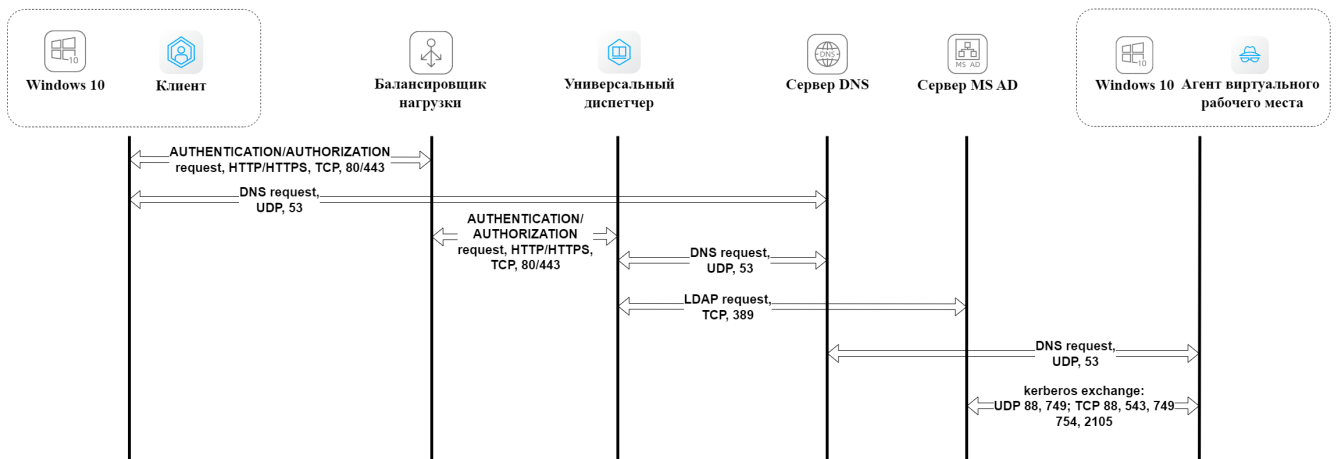 10
10
DNS
MS AD
Windows 10
Клиент
Балансировщик
нагрузки
Универсальный
диспетчер
Сервер DNS
Сервер MS AD
Windows 10
Агент виртуального
рабочего места
AUTHENTICATION/AUTHORIZATION
request, HTTP/HTTPS, TCP, 80/443
DNS request,
UDP, 53
AUTHENTICATION/
AUTHORIZATION
request, HTTP/HTTPS,
TCP, 80/443
DNS request,
UDP, 53
LDAP request,
TCP, 389
DNS request,
UDP, 53
kerberos exchange:
UDP 88, 749; TCP 88, 543, 749
754, 2105